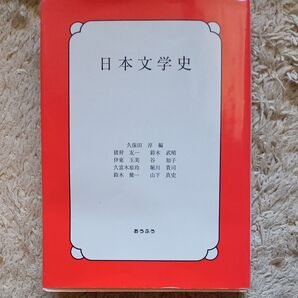 日本文学史
久保田 淳 編
猪狩 友一 鈴木 武晴
伊東 玉美 谷 知子
久富木原玲 堀川 貴司
鈴木 健一 山下 真史
おうふう